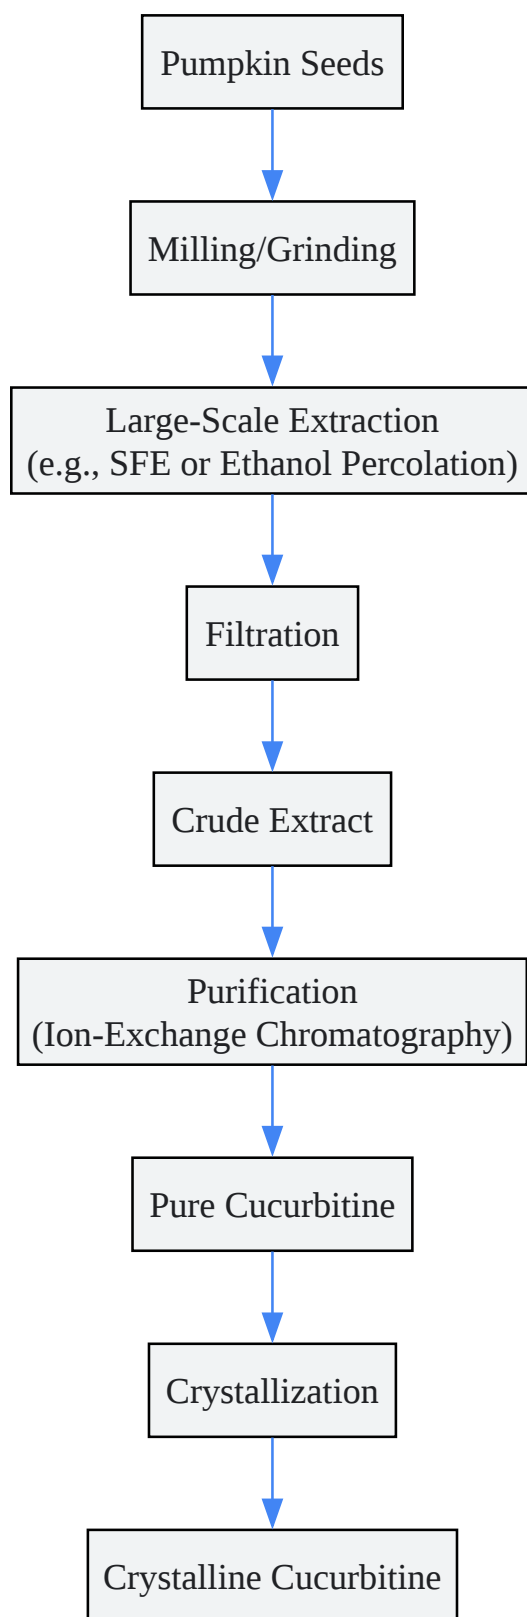 Pumpkin Seeds
Milling/Grinding
Large-Scale Extraction
(e.g., SFE or Ethanol Percolation)
Filtration
Crude Extract
Purification
(Ion-Exchange Chromatography)
Pure Cucurbitine
Crystallization
Crystalline Cucurbitine